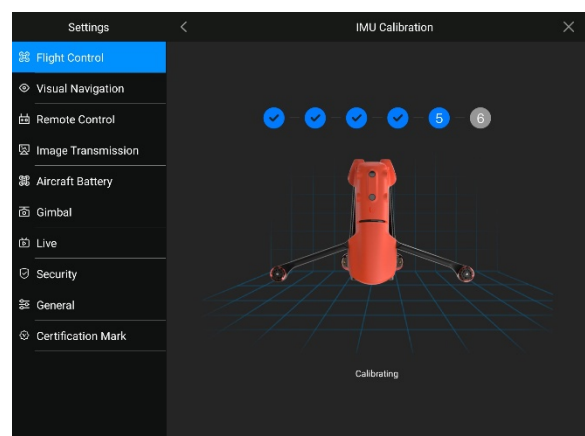 Settings
IMU Calibration
Flight Control
Visual Navigation
Remote Control
Image Transmission
Aircraft Battery
Gimbal
Live
Security
General
Certification Mark
5
6
Calibrating